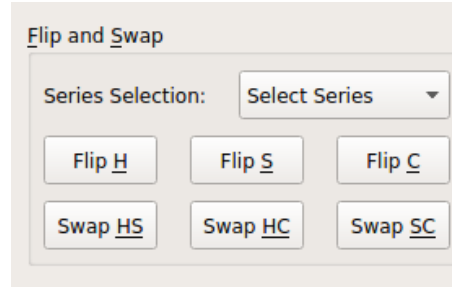 Flip and Swap
Series Selection: Select Series
Flip H Flip S Flip C
Swap HS Swap HC Swap SC